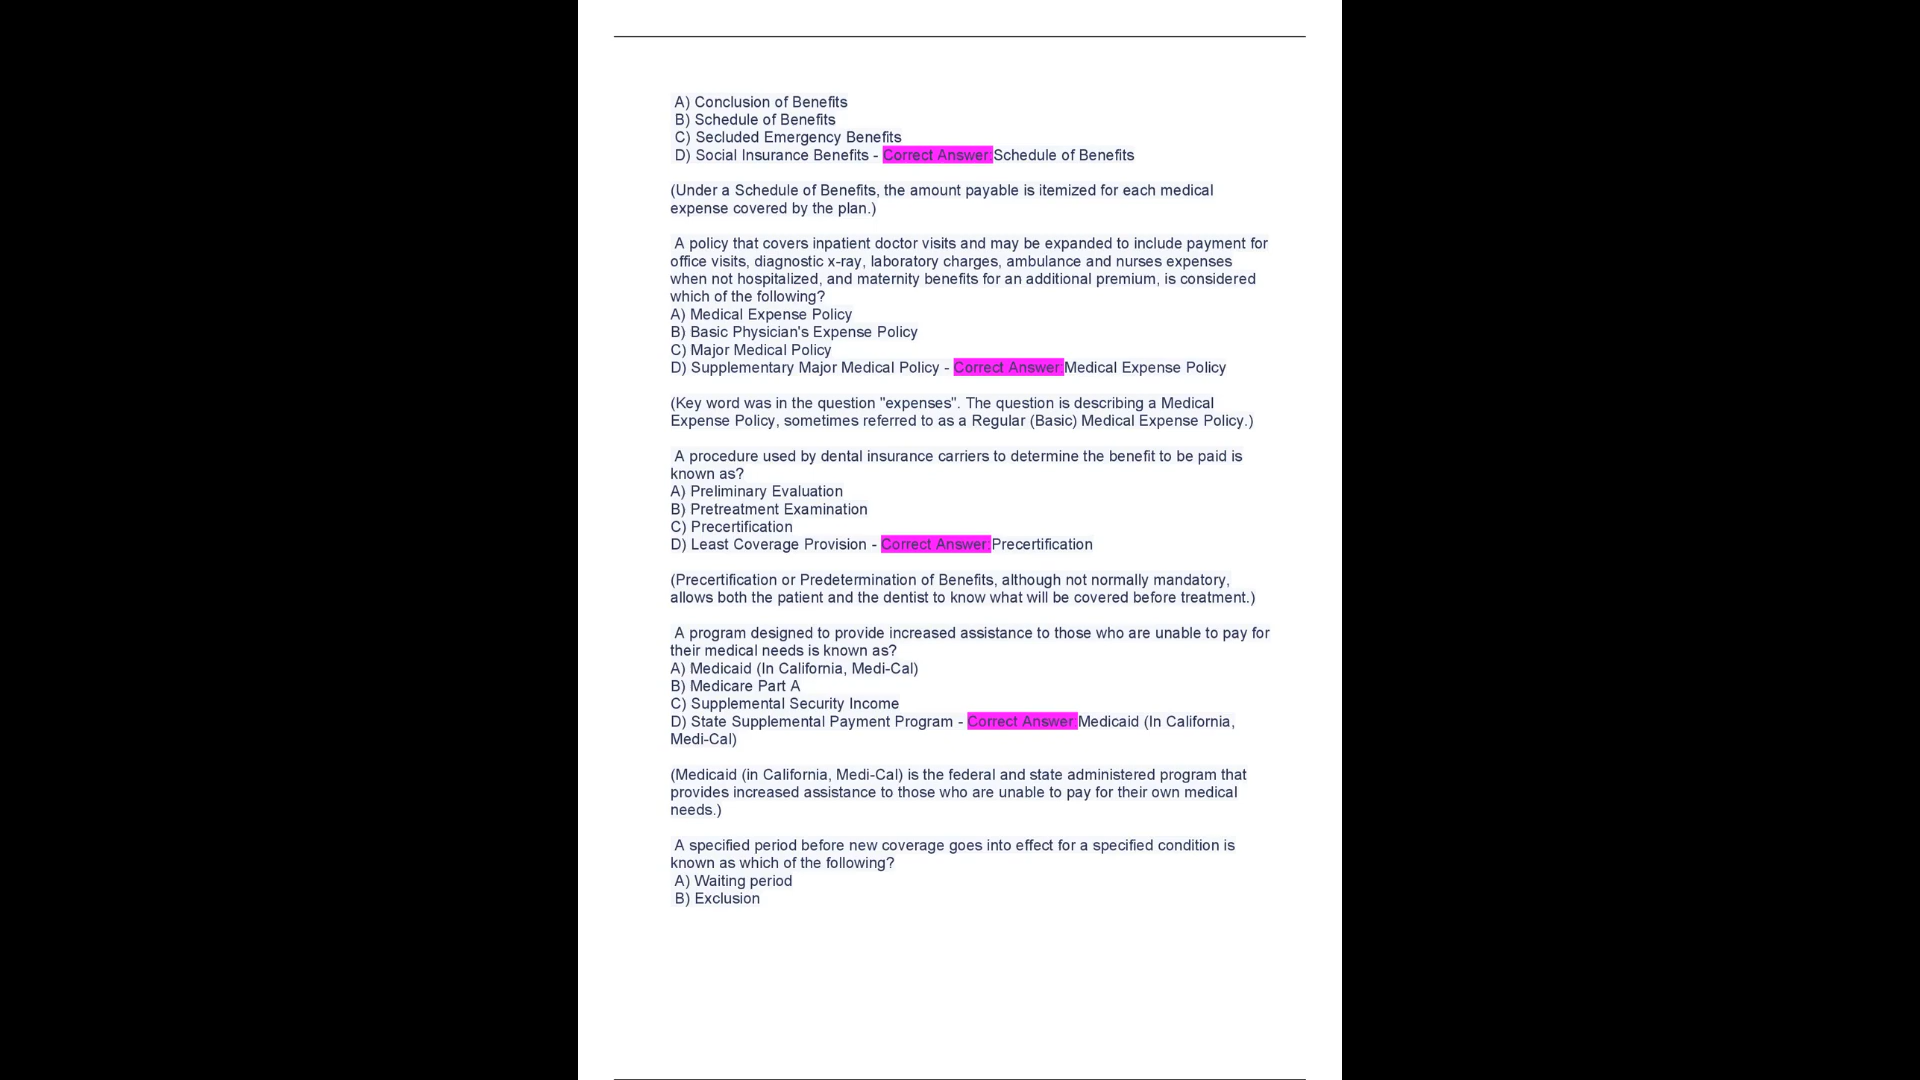 A) Conclusion of Benefits
B) Schedule of Benefits
C) Secluded Emergency Benefits
D) Social Insurance Benefits - Correct Answer:Schedule of Benefits
(Under a Schedule of Benefits, the amount payable is itemized for each medical
expense covered by the plan.)
A policy that covers inpatient doctor visits and may be expanded to include payment for
office visits, diagnostic x-ray, laboratory charges, ambulance and nurses expenses
when not hospitalized, and maternity benefits for an additional premium, is considered
which of the following?
A) Medical Expense Policy
B) Basic Physician's Expense Policy
C) Major Medical Policy
D) Supplementary Major Medical Policy - Correct Answer:Medical Expense Policy
(Key word was in the question "expenses". The question is describing a Medical
Expense Policy, sometimes referred to as a Regular (Basic) Medical Expense Policy.)
A procedure used by dental insurance carriers to determine the benefit to be paid is
known as?
A) Preliminary Evaluation
B) Pretreatment Examination
C) Precertification
D) Least Coverage Provision - Correct Answer:Precertification
(Precertification or Predetermination of Benefits, although not normally mandatory,
allows both the patient and the dentist to know what will be covered before treatment.)
A program designed to provide increased assistance to those who are unable to pay for
their medical needs is known as?
A) Medicaid (In California, Medi-Cal)
B) Medicare Part A
C) Supplemental Security Income
D) State Supplemental Payment Program - Correct Answer:Medicaid (In California,
Medi-Cal)
(Medicaid (in California, Medi-Cal) is the federal and state administered program that
provides increased assistance to those who are unable to pay for their own medical
needs.)
A specified period before new coverage goes into effect for a specified condition is
known as which of the following?
A) Waiting period
B) Exclusion